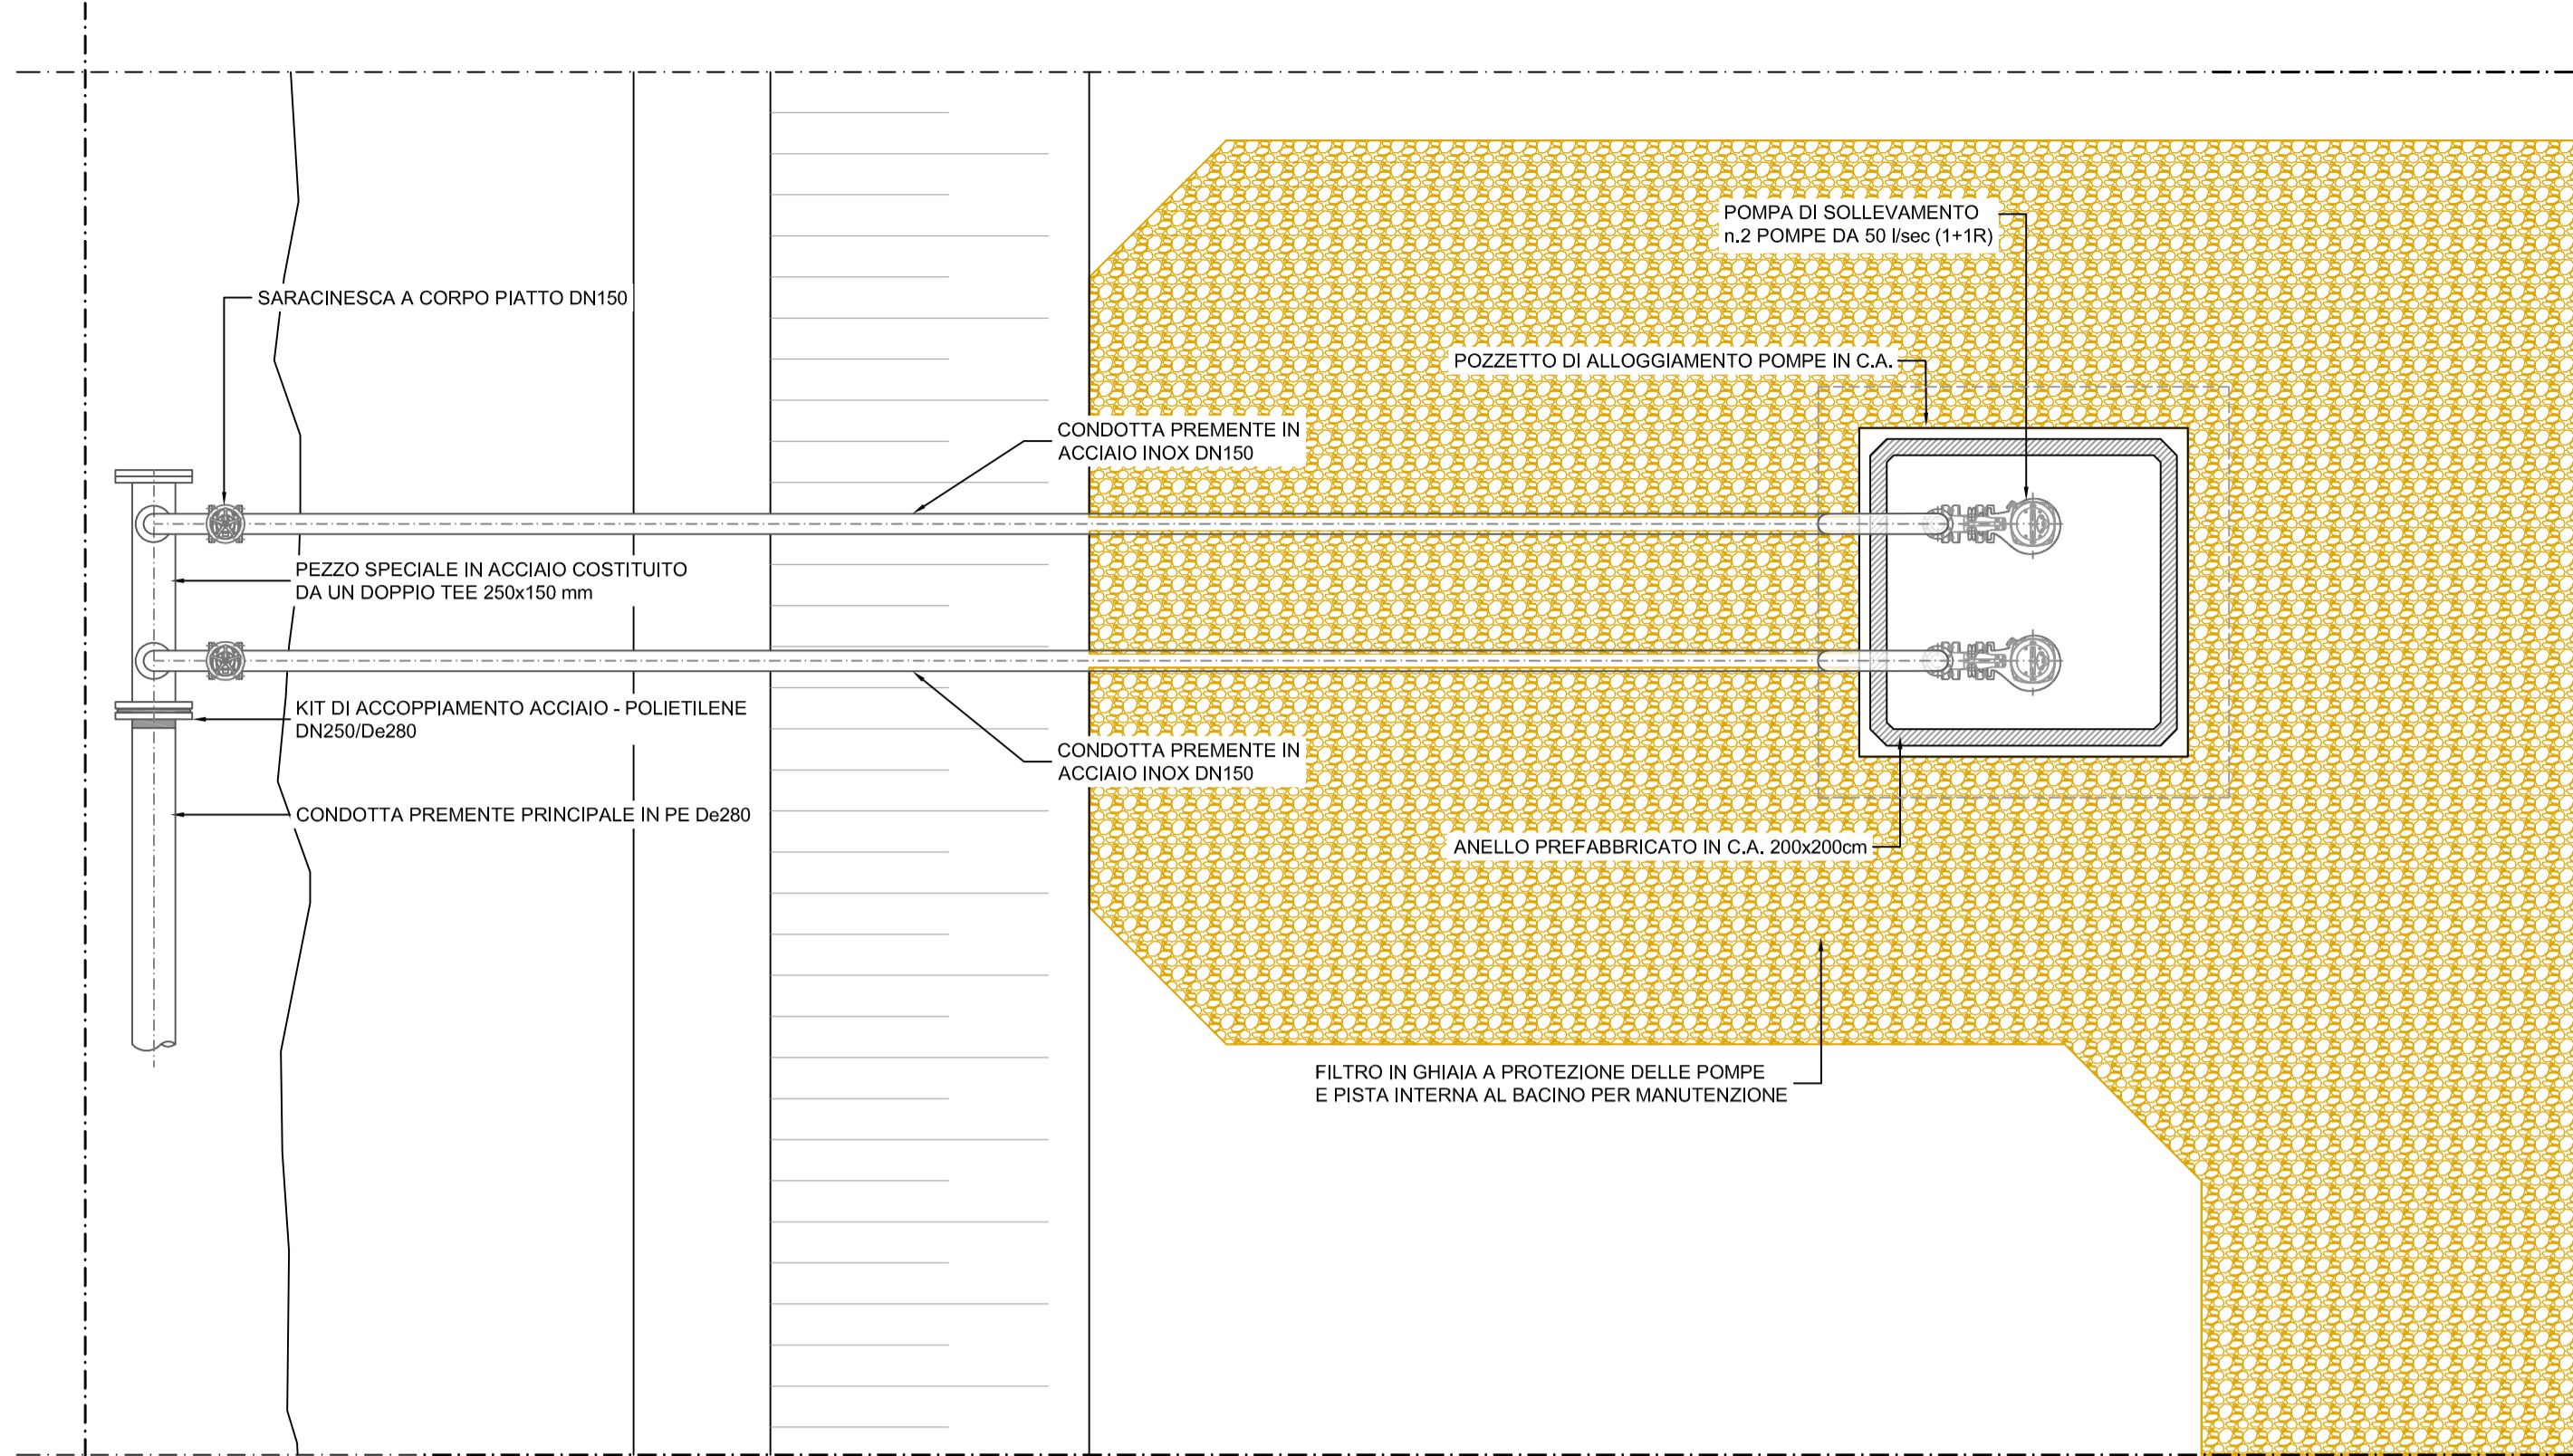 POMPA DI SOLLEVAMENTO
n.2 POMPE DA 50 l/sec (1+1R)
SARACINESCA A CORPO PIATTO DN150
POZZETTO DI ALLOGGIAMENTO POMPE IN C.A.
CONDOTTA PREMENTE IN
ACCIAIO INOX DN150
PEZZO SPECIALE IN ACCIAIO COSTITUITO
DA UN DOPPIO TEE 250x150 mm
KIT DI ACCOPPIAMENTO ACCIAIO - POLIETILENE
DN250/De280
CONDOTTA PREMENTE IN
ACCIAIO INOX DN150
CONDOTTA PREMENTE PRINCIPALE IN PE De280
ANELLO PREFABBRICATO IN C.A. 200x200cm
FILTRO IN GHIAIA A PROTEZIONE DELLE POMPE
E PISTA INTERNA AL BACINO PER MANUTENZIONE